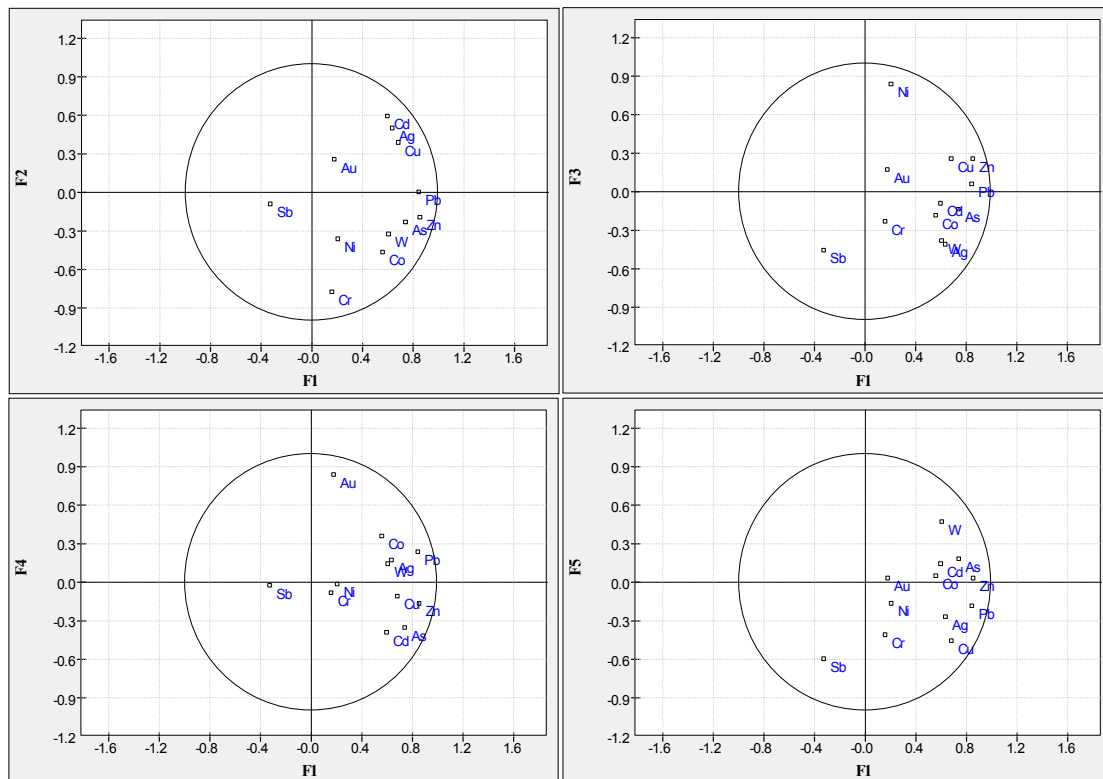 1.2
0.9
0.6
0.3
0.0
-0.3
-0.6
-0.9
-1.2
F2
Cd
Ag
Cu
Au
Pb
Sb
Zn
As
W
Ni
Co
Cr
-1.6 -1.2 -0.8 -0.4 -0.0 0.4 0.8 1.2 1.6
F1
1.2
0.9
0.6
0.3
0.0
-0.3
-0.6
-0.9
-1.2
F3
Ni
Cu Zn
Au
Pb
Cd As
Co
Cr
W Ag
Sb
-1.6 -1.2 -0.8 -0.4 -0.0 0.4 0.8 1.2 1.6
F1
1.2
0.9
0.6
0.3
0.0
-0.3
-0.6
-0.9
-1.2
F4
Au
Co
Pb
Ag
W
Ni
Sb
Cr Cu
Zn
Cd As
-1.6 -1.2 -0.8 -0.4 -0.0 0.4 0.8 1.2 1.6
F1
1.2
0.9
0.6
0.3
0.0
-0.3
-0.6
-0.9
-1.2
F5
W
Cd As
Au Co Zn
Ni Pb
Ag
Cr Cu
Sb
-1.6 -1.2 -0.8 -0.4 -0.0 0.4 0.8 1.2 1.6
F1